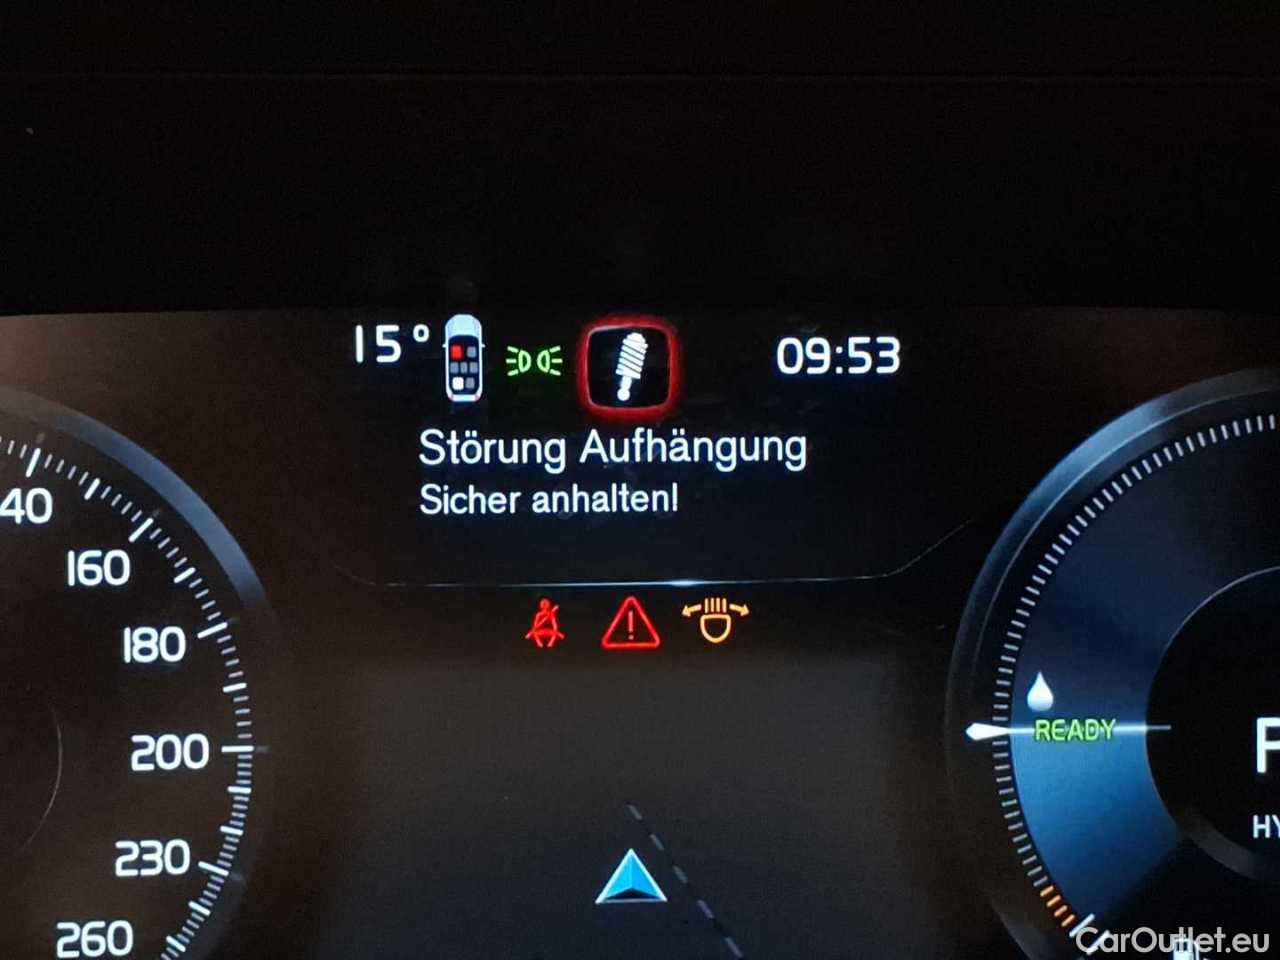 15° 09:53
Störung Aufhängung
Sicher anhalten!
40
160
180
200
230
260
READY
CarOutlet.eu